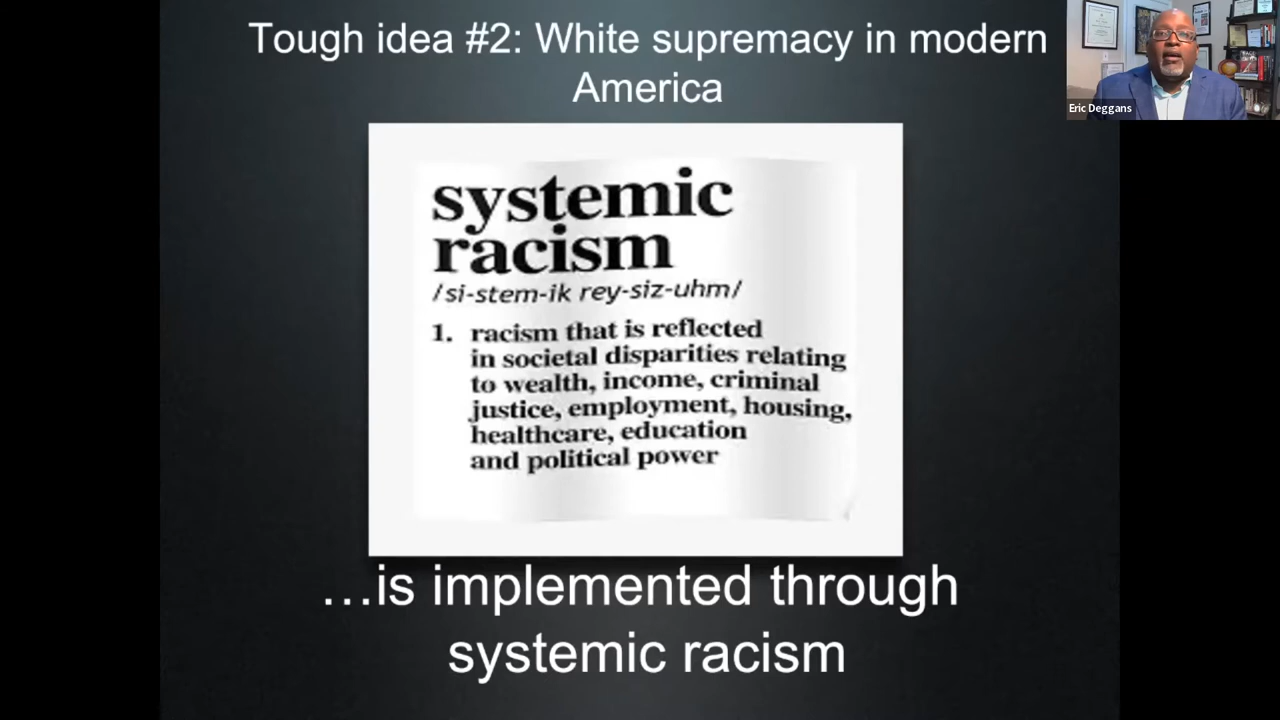 Tough idea #2: White supremacy in modern
America
Eric Deggans
systemic
racism
/si-stem-ik rey-siz-uhm/
1. racism that is reflected
in societal disparities relating
to wealth, income, criminal
justice, employment, housing,
healthcare, education
and political power
…is implemented through
systemic racism